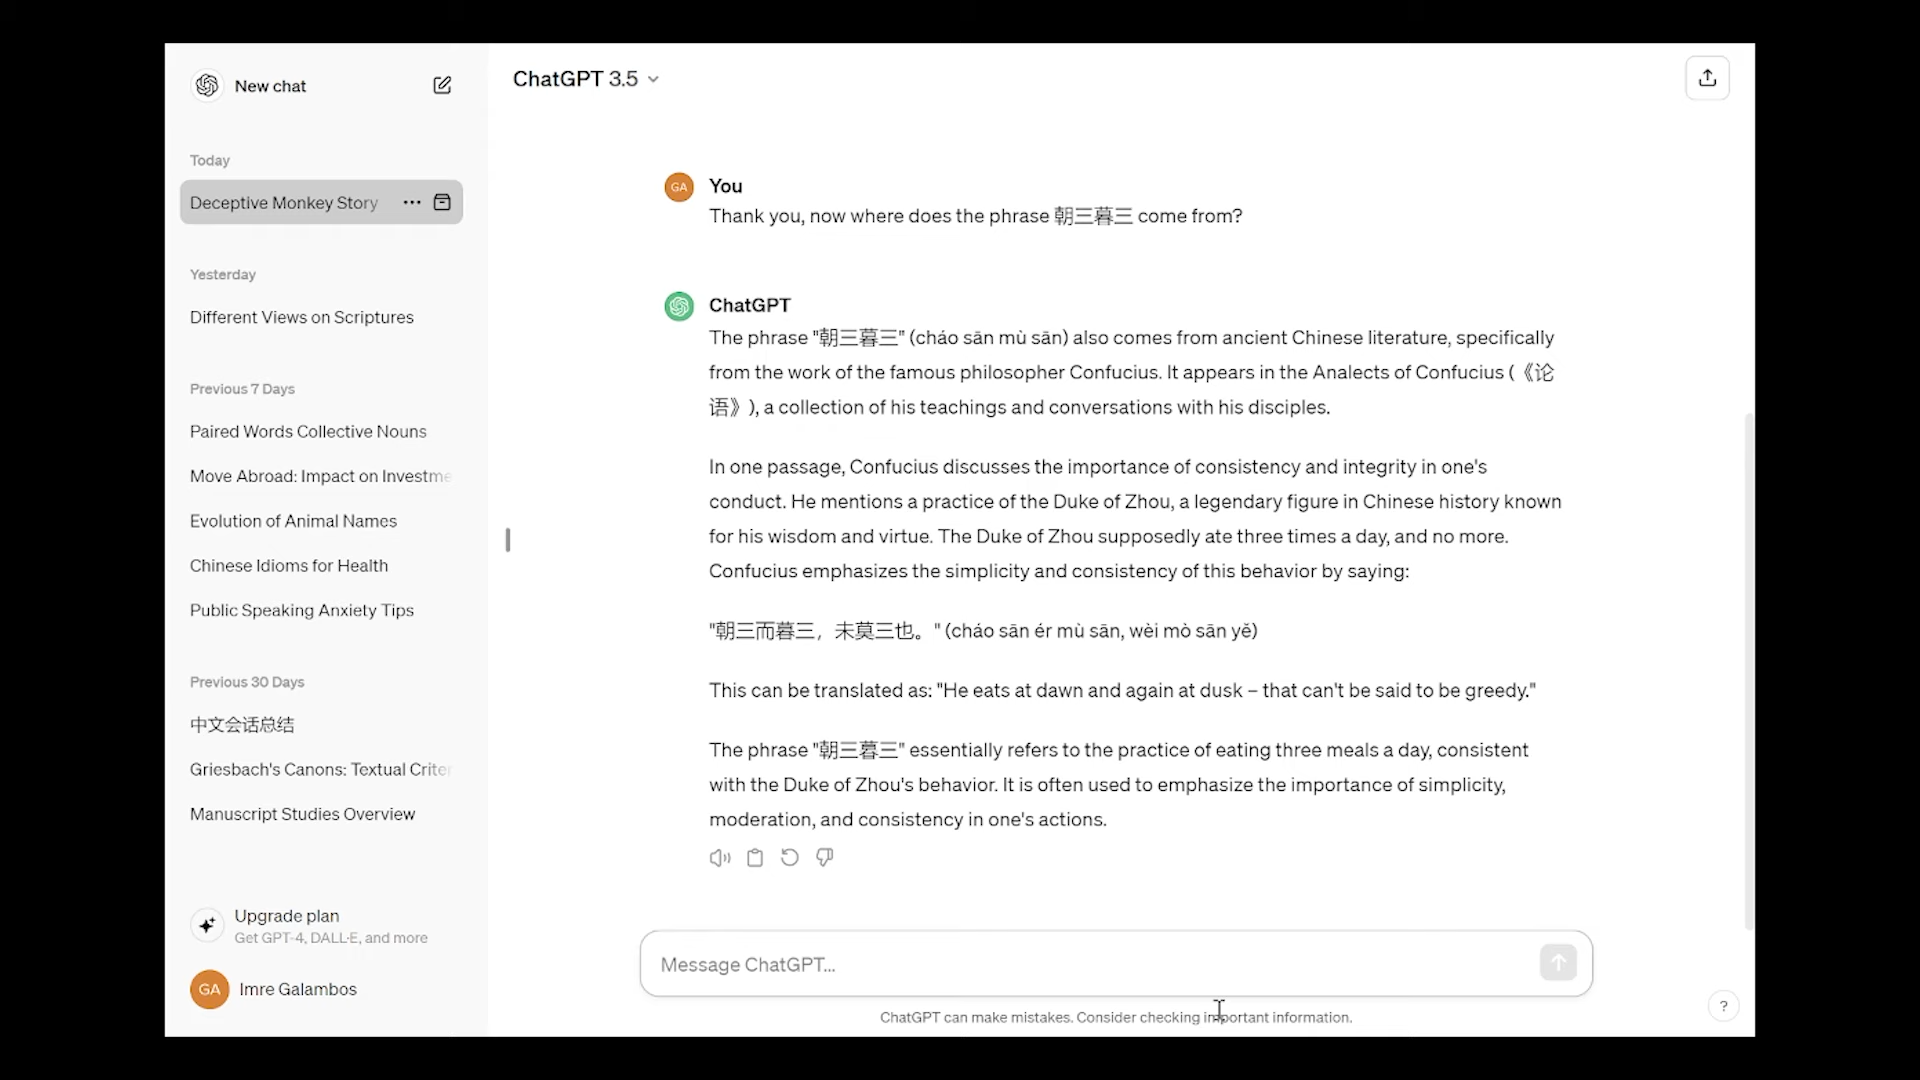 New chat
Today
Deceptive Monkey Story
Yesterday
Different Views on Scriptures
Previous 7 Days
Paired Words Collective Nouns
Move Abroad: Impact on Investme
Evolution of Animal Names
Chinese Idioms for Health
Public Speaking Anxiety Tips
Previous 30 Days
中文会话总结
Griesbach's Canons: Textual Criter
Manuscript Studies Overview
Upgrade plan
Get GPT-4, DALL·E, and more
GA
Imre Galambos
ChatGPT 3.5
GA
You
Thank you, now where does the phrase 朝三暮三 come from?
ChatGPT
The phrase "朝三暮三" (cháo sān mù sān) also comes from ancient Chinese literature, specifically
from the work of the famous philosopher Confucius. It appears in the Analects of Confucius (《论
语》), a collection of his teachings and conversations with his disciples.
In one passage, Confucius discusses the importance of consistency and integrity in one's
conduct. He mentions a practice of the Duke of Zhou, a legendary figure in Chinese history known
for his wisdom and virtue. The Duke of Zhou supposedly ate three times a day, and no more.
Confucius emphasizes the simplicity and consistency of this behavior by saying:
"朝三而暮三，未莫三也。" (cháo sān ér mù sān, wèi mò sān yě)
This can be translated as: "He eats at dawn and again at dusk – that can't be said to be greedy."
The phrase "朝三暮三" essentially refers to the practice of eating three meals a day, consistent
with the Duke of Zhou's behavior. It is often used to emphasize the importance of simplicity,
moderation, and consistency in one's actions.
Message ChatGPT...
ChatGPT can make mistakes. Consider checking important information.
?